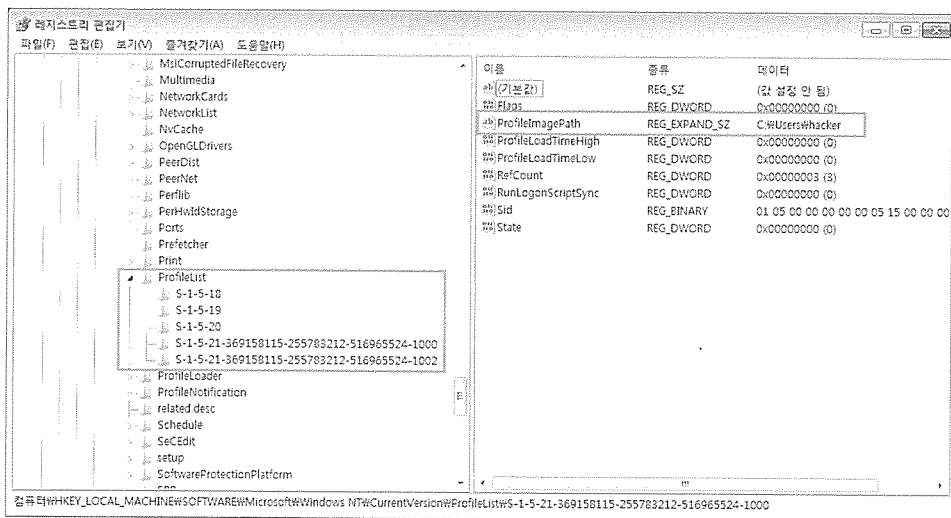 레지스트리 편집기
파일(F) 편집(E) 보기(V) 즐겨찾기(A) 도움말(H)
MsiCorruptedFileRecovery
Multimedia
NetworkCards
NetworkList
NvCache
OpenGLDrivers
PeerDist
PeerNet
Perflib
PerHwIdStorage
Ports
Prefetcher
Print
ProfileList
S-1-5-18
S-1-5-19
S-1-5-20
S-1-5-21-369158115-255783212-516965524-1000
S-1-5-21-369158115-255783212-516965524-1002
ProfileLoader
ProfileNotification
related.desc
Schedule
SeCEdit
setup
SoftwareProtectionPlatform
이름 종류 데이터
(기본값) REG_SZ (값 설정 안 됨)
Flags REG_DWORD 0x00000000 (0)
ProfileImagePath REG_EXPAND_SZ C:₩Users₩hacker
ProfileLoadTimeHigh REG_DWORD 0x00000000 (0)
ProfileLoadTimeLow REG_DWORD 0x00000000 (0)
RefCount REG_DWORD 0x00000003 (3)
RunLogonScriptSync REG_DWORD 0x00000000 (0)
Sid REG_BINARY 01 05 00 00 00 00 00 05 15 00 00 00
State REG_DWORD 0x00000000 (0)
컴퓨터₩HKEY_LOCAL_MACHINE₩SOFTWARE₩Microsoft₩Windows NT₩CurrentVersion₩ProfileList₩S-1-5-21-369158115-255783212-516965524-1000